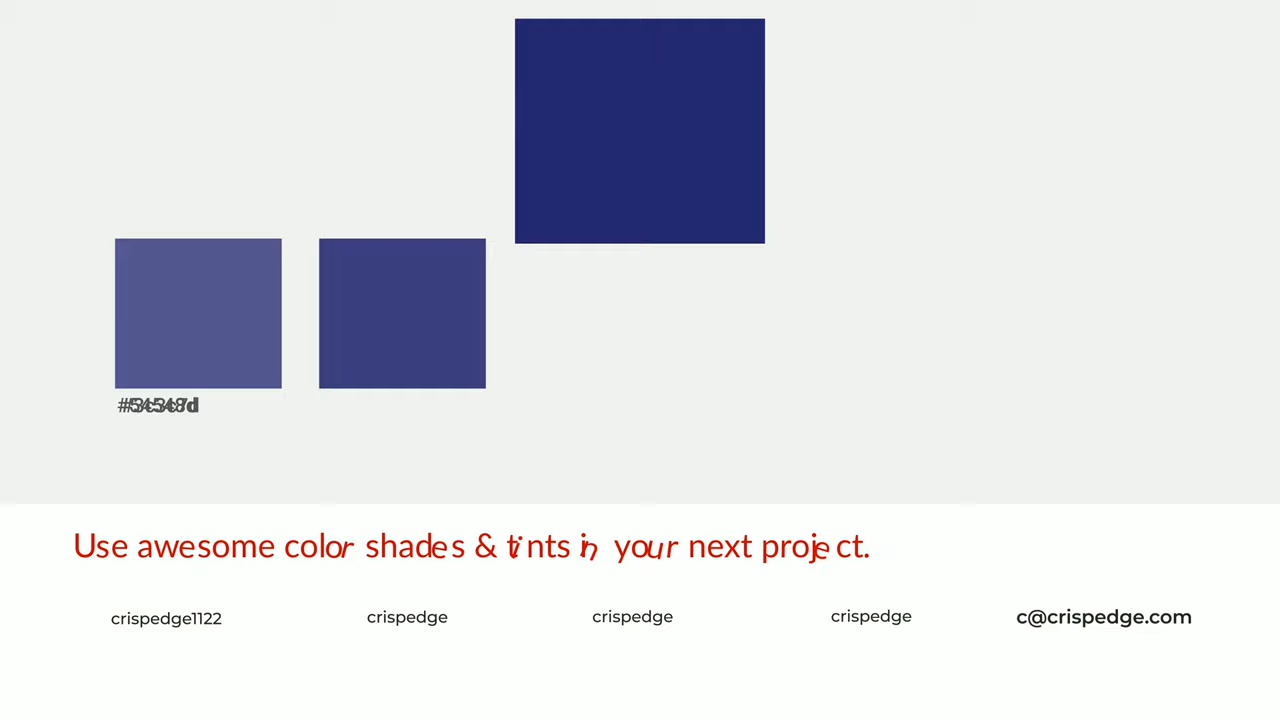 Use awesome color shades & tints in your next project.
crispedge1122
crispedge
crispedge
crispedge
c@crispedge.com